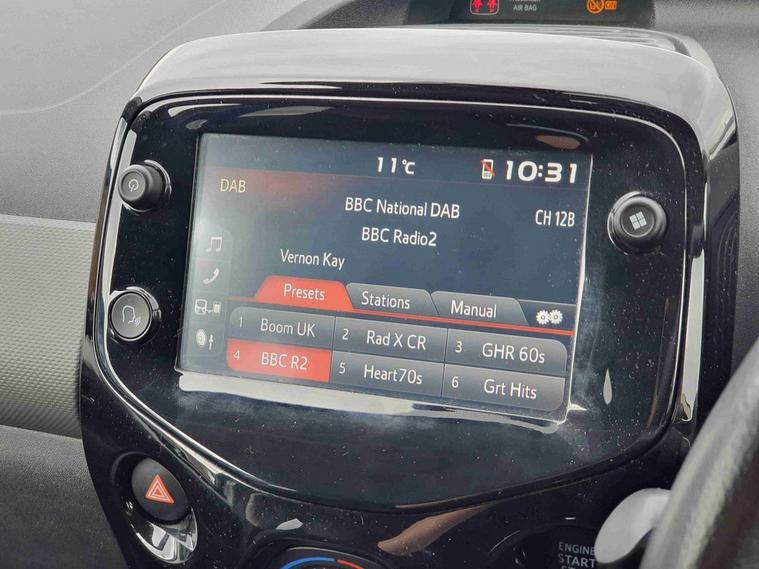 AIR BAG
ON
11°C
10:31
DAB
BBC National DAB
CH 12B
BBC Radio2
Vernon Kay
Presets
Stations
Manual
1 Boom UK
2 Rad X CR
3 GHR 60s
4 BBC R2
5 Heart70s
6 Grt Hits
ENGINE
START